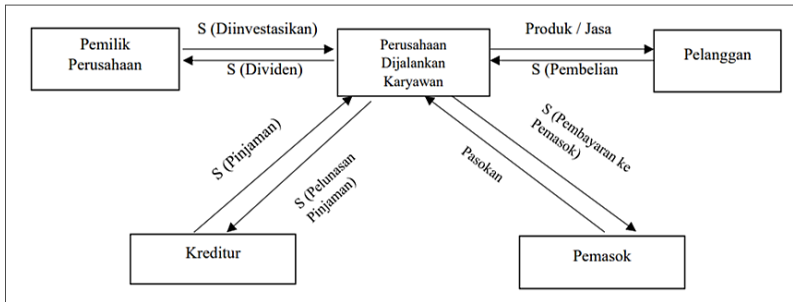 Pemilik
Perusahaan
S (Diinvestasikan)
S (Dividen)
Perusahaan
Dijalankan
Karyawan
Produk / Jasa
S (Pembelian
Pelanggan
S (Pinjaman)
S (Pelunasan
Pinjaman)
Pasokan
S (Pembayaran ke
Pemasok)
Kreditur
Pemasok